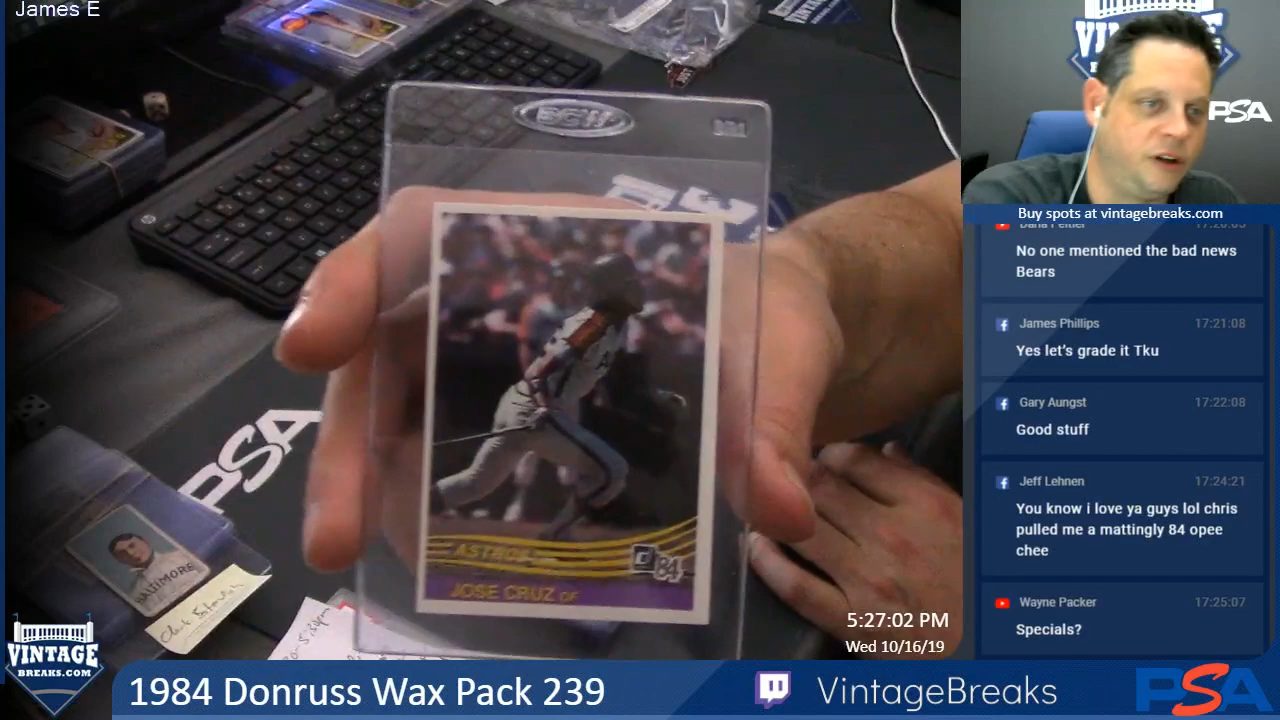 James E
BCW
PSA
Buy spots at vintagebreaks.com
No one mentioned the bad news
Bears
James Phillips 17:21:08
Yes let's grade it Tku
Gary Aungst 17:22:08
Good stuff
Jeff Lehnen 17:24:21
You know i love ya guys lol chris
pulled me a mattingly 84 opee
chee
Wayne Packer 17:25:07
Specials?
PSA
BALTIMORE
ASTROS
84
JOSE CRUZ OF
5:27:02 PM
Wed 10/16/19
VINTAGE
BREAKS.COM
1984 Donruss Wax Pack 239
VintageBreaks
PSA